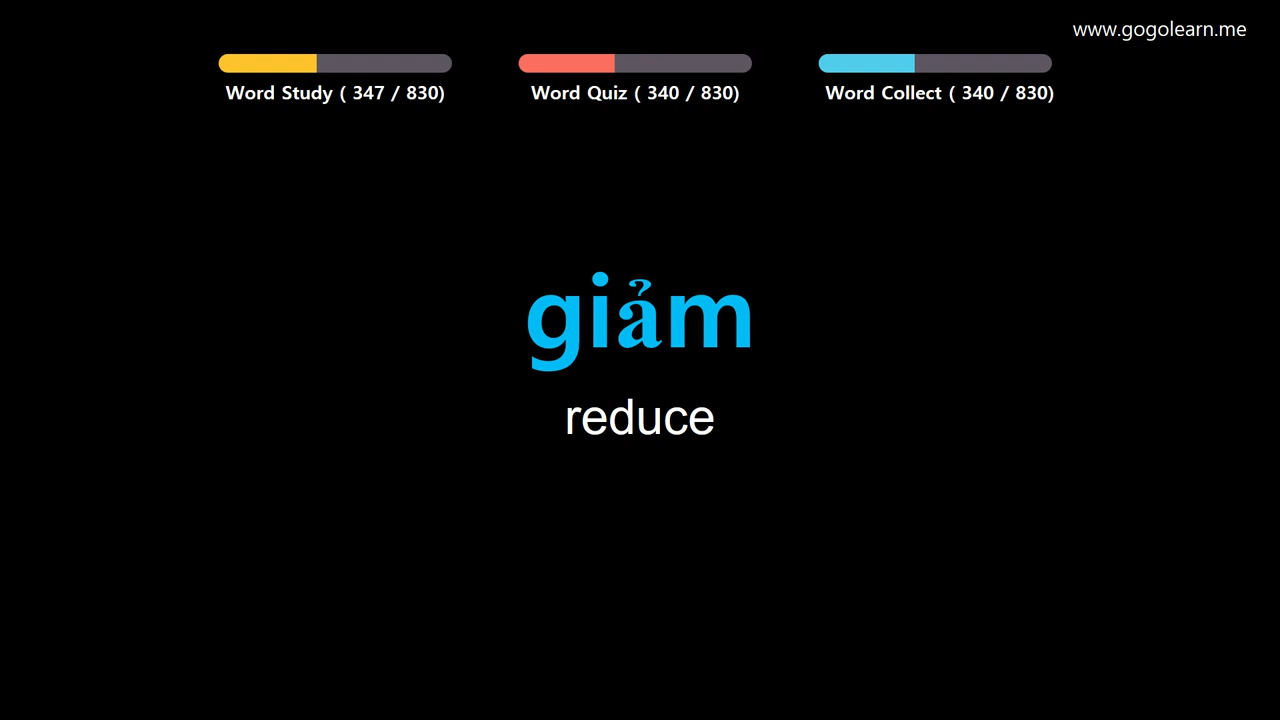 www.gogolearn.me
Word Study ( 347 / 830)
Word Quiz ( 340 / 830)
Word Collect ( 340 / 830)
giảm
reduce